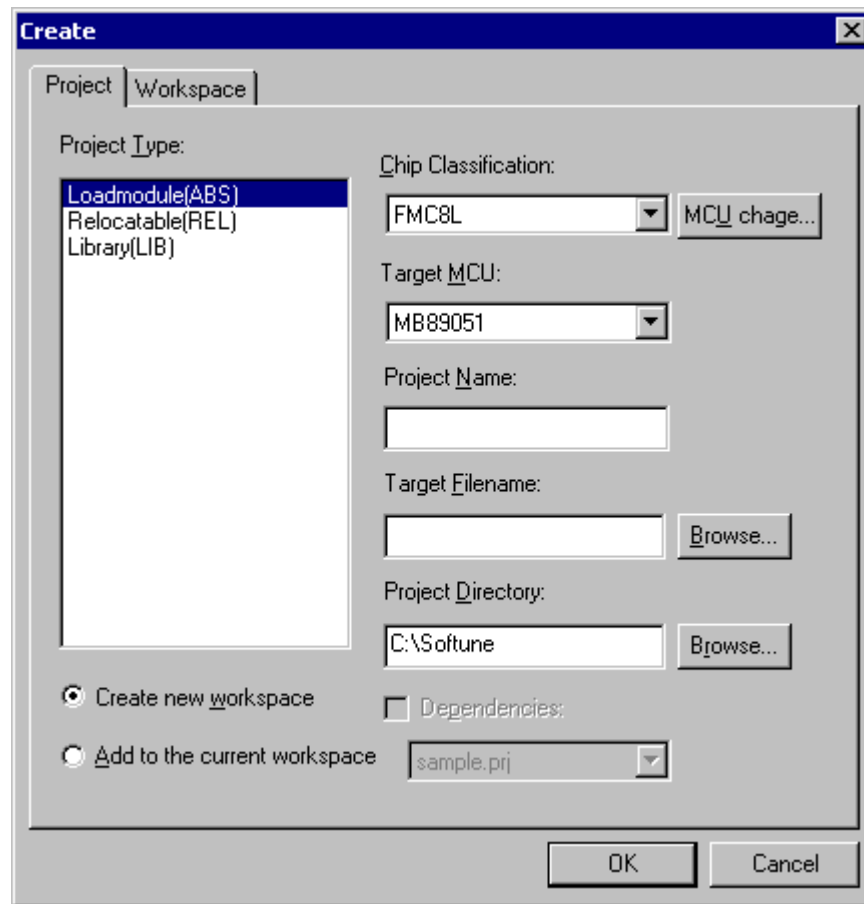 Create
Project
Workspace
Project Type:
Loadmodule(ABS)
Relocatable(REL)
Library(LIB)
Chip Classification:
FMC8L
MCU chage...
Target MCU:
MB89051
Project Name:
Target Filename:
Browse...
Project Directory:
C:\Softune
Browse...
Create new workspace
Dependencies:
Add to the current workspace
sample.prj
OK
Cancel